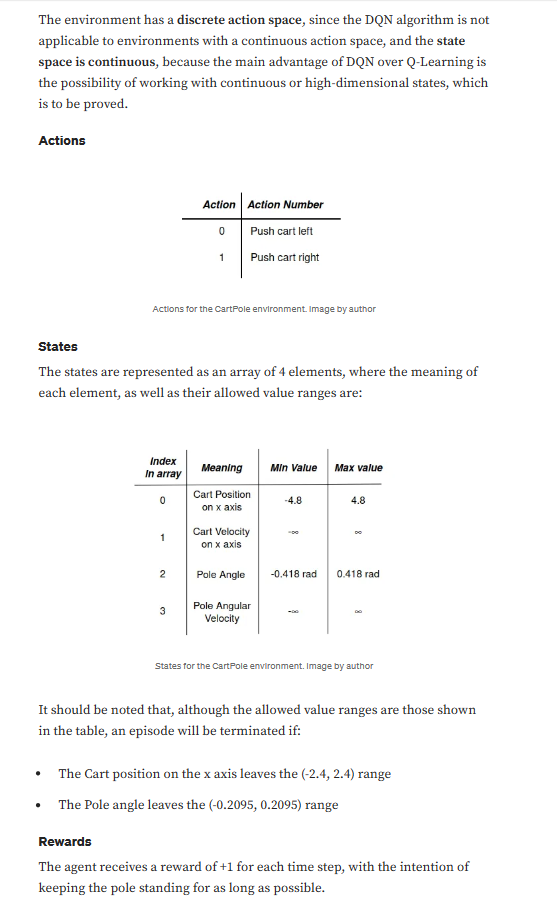 The environment has a discrete action space, since the DQN algorithm is not
applicable to environments with a continuous action space, and the state
space is continuous, because the main advantage of DQN over Q-Learning is
the possibility of working with continuous or high-dimensional states, which
is to be proved.
Actions
Action Action Number
0 Push cart left
1 Push cart right
Actions for the CartPole environment. Image by author
States
The states are represented as an array of 4 elements, where the meaning of
each element, as well as their allowed value ranges are:
Index
in array Meaning Min Value Max value
0 Cart Position
on x axis -4.8 4.8
1 Cart Velocity
on x axis -∞ ∞
2 Pole Angle -0.418 rad 0.418 rad
3 Pole Angular
Velocity -∞ ∞
States for the CartPole environment. Image by author
It should be noted that, although the allowed value ranges are those shown
in the table, an episode will be terminated if:
• The Cart position on the x axis leaves the (-2.4, 2.4) range
• The Pole angle leaves the (-0.2095, 0.2095) range
Rewards
The agent receives a reward of +1 for each time step, with the intention of
keeping the pole standing for as long as possible.